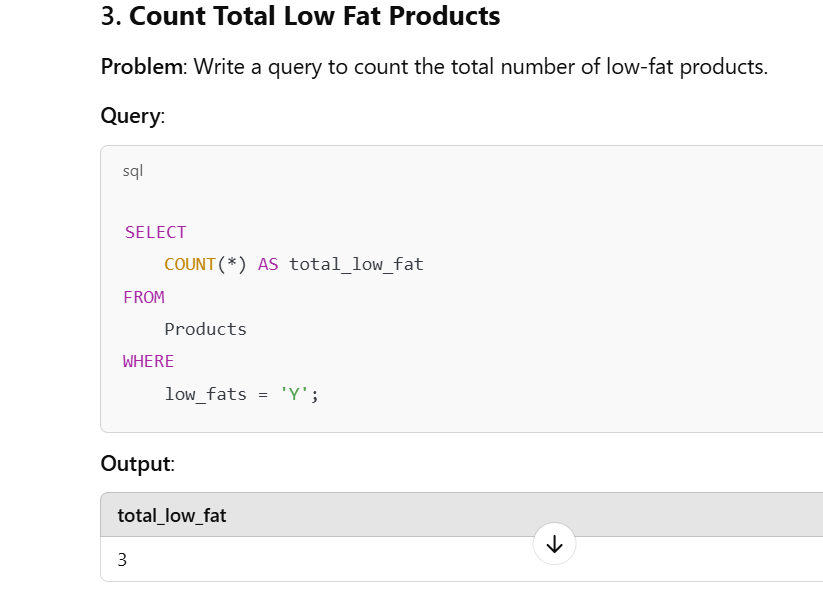 3. Count Total Low Fat Products
Problem: Write a query to count the total number of low-fat products.
Query:
sql
SELECT
COUNT(*) AS total_low_fat
FROM
Products
WHERE
low_fats = 'Y';
Output:
total_low_fat
3